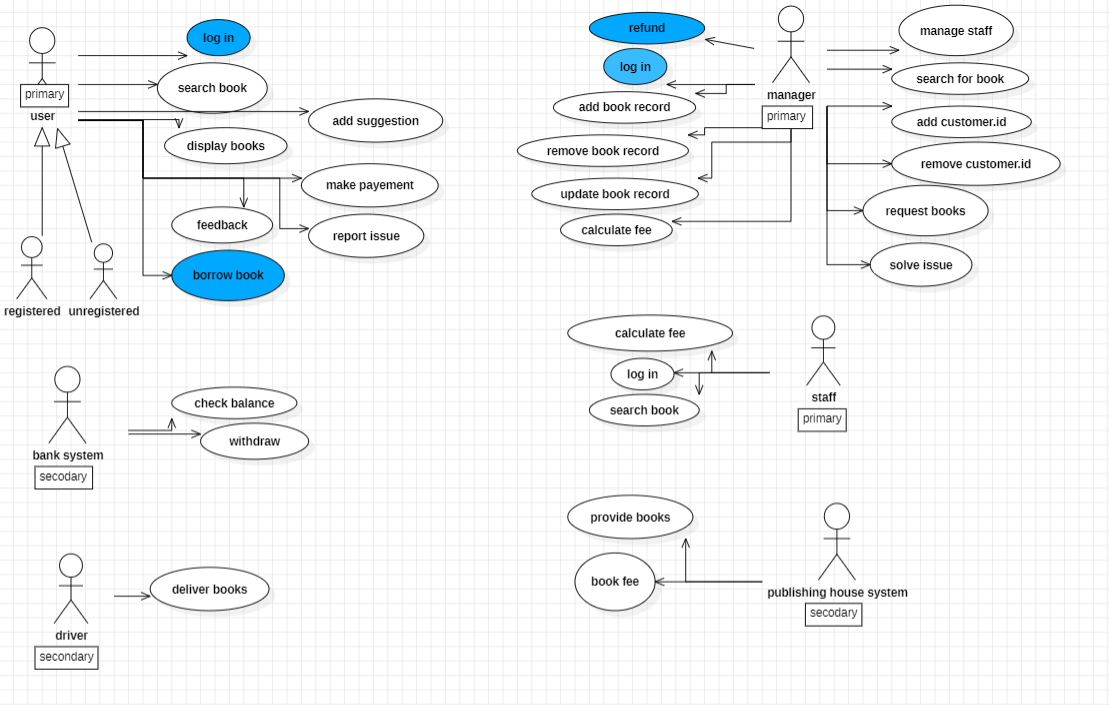 log in
primary
user
search book
add suggestion
display books
make payement
feedback
report issue
borrow book
registered
unregistered
refund
log in
add book record
remove book record
update book record
calculate fee
manager
primary
manage staff
search for book
add customer.id
remove customer.id
request books
solve issue
check balance
withdraw
bank system
secodary
calculate fee
log in
search book
staff
primary
deliver books
driver
secondary
provide books
book fee
publishing house system
secodary